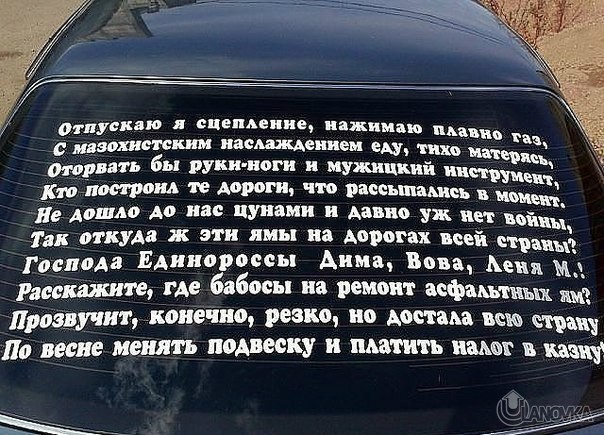 Отпускаю я сцепление, нажимаю плавно газ,
С мазохистским наслаждением еду, тихо матерясь,
Оторвать бы руки-ноги и мужицкий инструмент,
Кто построил те дороги, что рассыпались в момент.
Не дошло до нас цунами и давно уж нет войны,
Так откуда ж эти ямы на дорогах всей страны?
Господа Единороссы Дима, Вова, Леня М.!
Расскажите, где бабосы на ремонт асфальтных ям?
Прозвучит, конечно, резко, но достала всю страну
По весне менять подвеску и платить налог в казну!
ULANOVKA